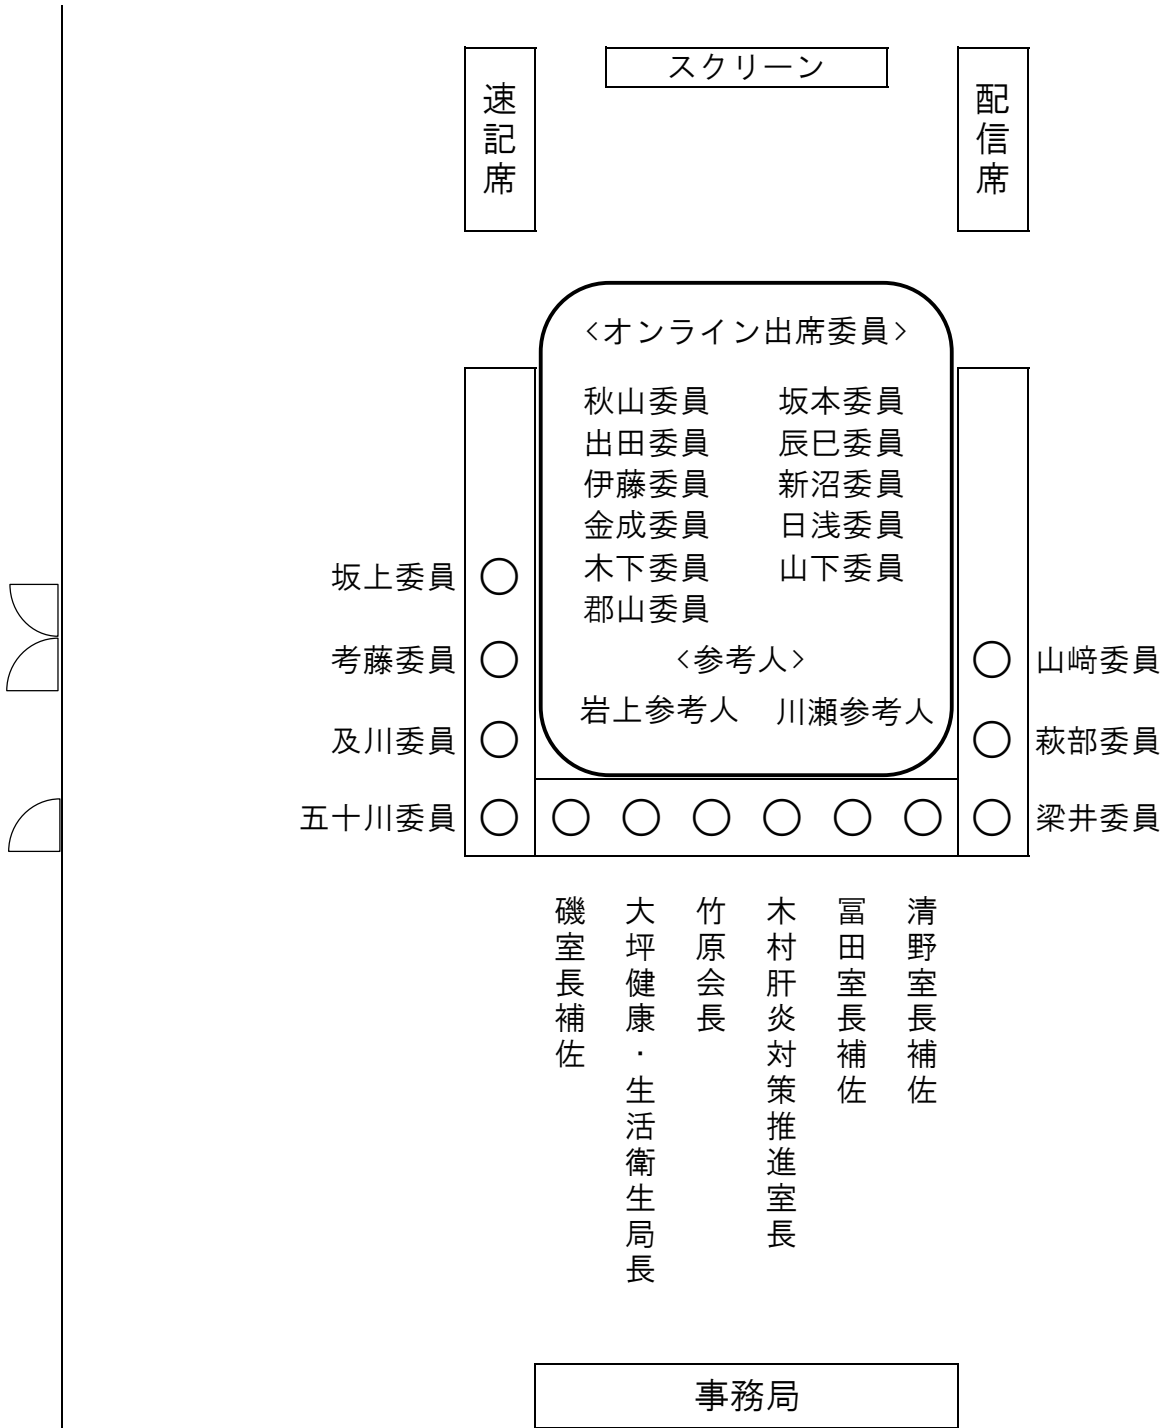 スクリーン
速記席
配信席
<オンライン出席委員>
秋山委員 坂本委員
出田委員 辰巳委員
伊藤委員 新沼委員
金成委員 日浅委員
木下委員 山下委員
郡山委員
<参考人>
岩上参考人 川瀬参考人
坂上委員
考藤委員
及川委員
五十川委員
山﨑委員
萩部委員
梁井委員
磯室長補佐
大坪健康・生活衛生局長
竹原会長
木村肝炎対策推進室長
冨田室長補佐
清野室長補佐
事務局